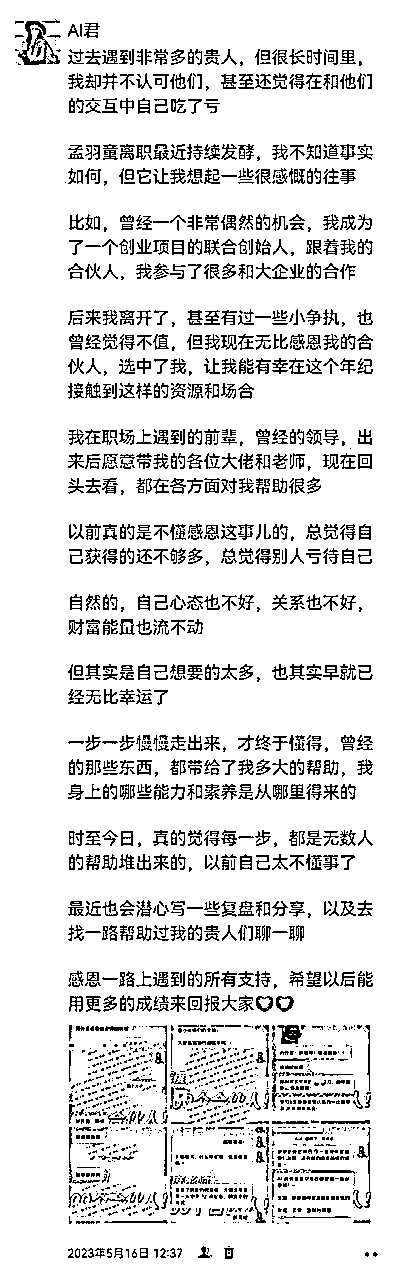 AI君
过去遇到非常多的贵人，但很长时间里，
我却并不认可他们，甚至还觉得在和他们
的交互中自己吃了亏
孟羽童离职最近持续发酵，我不知道事实
如何，但它让我想起一些很感慨的往事
比如，曾经一个非常偶然的机会，我成为
了一个创业项目的联合创始人，跟着我的
合伙人，我参与了很多和大企业的合作
后来我离开了，甚至有过一些小争执，也
曾经觉得不值，但我现在无比感恩我的合
伙人，选中了我，让我能有幸在这个年纪
接触到这样的资源和场合
我在职场上遇到的前辈，曾经的领导，出
来后愿意带我的各位大佬和老师，现在回
头去看，都在各方面对我帮助很多
以前真的是不懂感恩这事儿的，总觉得自
己获得的还不够多，总觉得别人亏待自己
自然的，自己心态也不好，关系也不好，
财富能量也流不动
但其实是自己想要的太多，也其实早就已
经无比幸运了
一步一步慢慢走出来，才终于懂得，曾经
的那些东西，都带给了我多大的帮助，我
身上的哪些能力和素养是从哪里得来的
时至今日，真的觉得每一步，都是无数人
的帮助堆出来的，以前自己太不懂事了
最近也会潜心写一些复盘和分享，以及去
找一路帮助过我的贵人们聊一聊
感恩一路上遇到的所有支持，希望以后能
用更多的成绩来回报大家
2023年5月16日 12:37